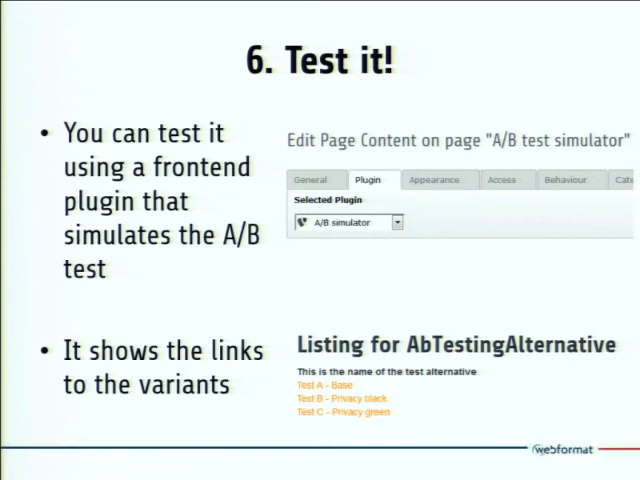 6. Test it!
• You can test it
using a frontend
plugin that
simulates the A/B
test
Edit Page Content on page "A/B test simulator"
General Plugin Appearance Access Behaviour Cate
Selected Plugin
A/B simulator
• It shows the links
to the variants
Listing for AbTestingAlternative
This is the name of the test alternative
Test A - Base
Test B - Privacy black
Test C - Privacy green
webformat